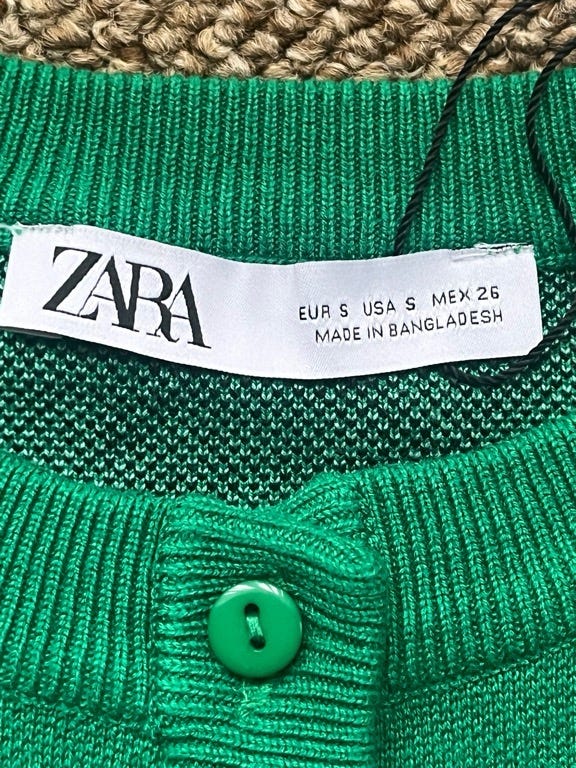 ZARA
EUR S USA S MEX 26
MADE IN BANGLADESH